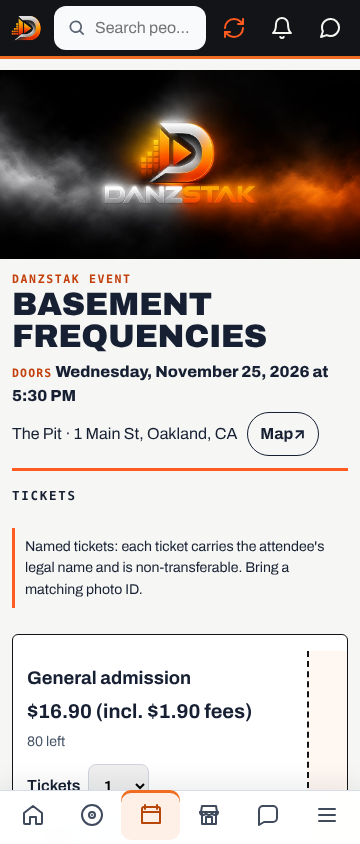 Search peo...
DANZSTAK
DANZSTAK EVENT
BASEMENT
FREQUENCIES
DOORS Wednesday, November 25, 2026 at
5:30 PM
The Pit · 1 Main St, Oakland, CA Map↗
TICKETS
Named tickets: each ticket carries the attendee's
legal name and is non-transferable. Bring a
matching photo ID.
General admission
$16.90 (incl. $1.90 fees)
80 left
Tickets 1